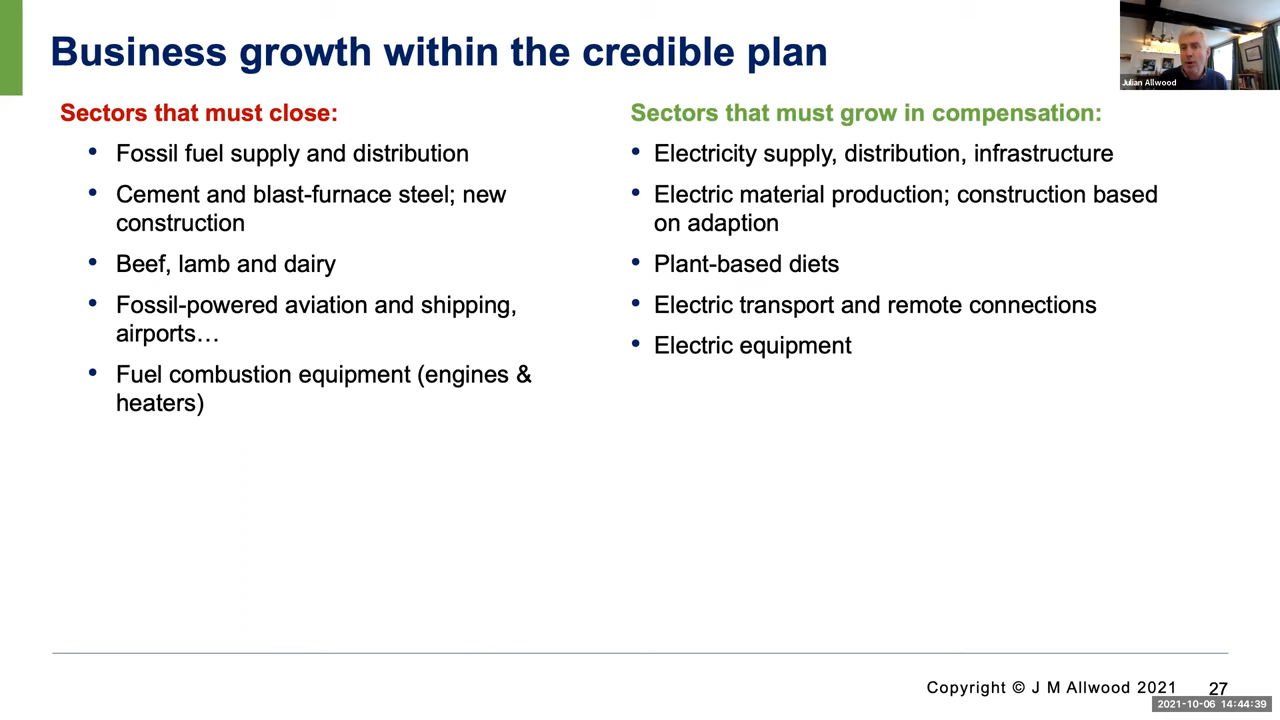 Business growth within the credible plan
Julian Allwood
Sectors that must close:
• Fossil fuel supply and distribution
• Cement and blast-furnace steel; new
construction
• Beef, lamb and dairy
• Fossil-powered aviation and shipping,
airports…
• Fuel combustion equipment (engines &
heaters)
Sectors that must grow in compensation:
• Electricity supply, distribution, infrastructure
• Electric material production; construction based
on adaption
• Plant-based diets
• Electric transport and remote connections
• Electric equipment
Copyright © J M Allwood 2021
27
2021-10-06 14:44:39